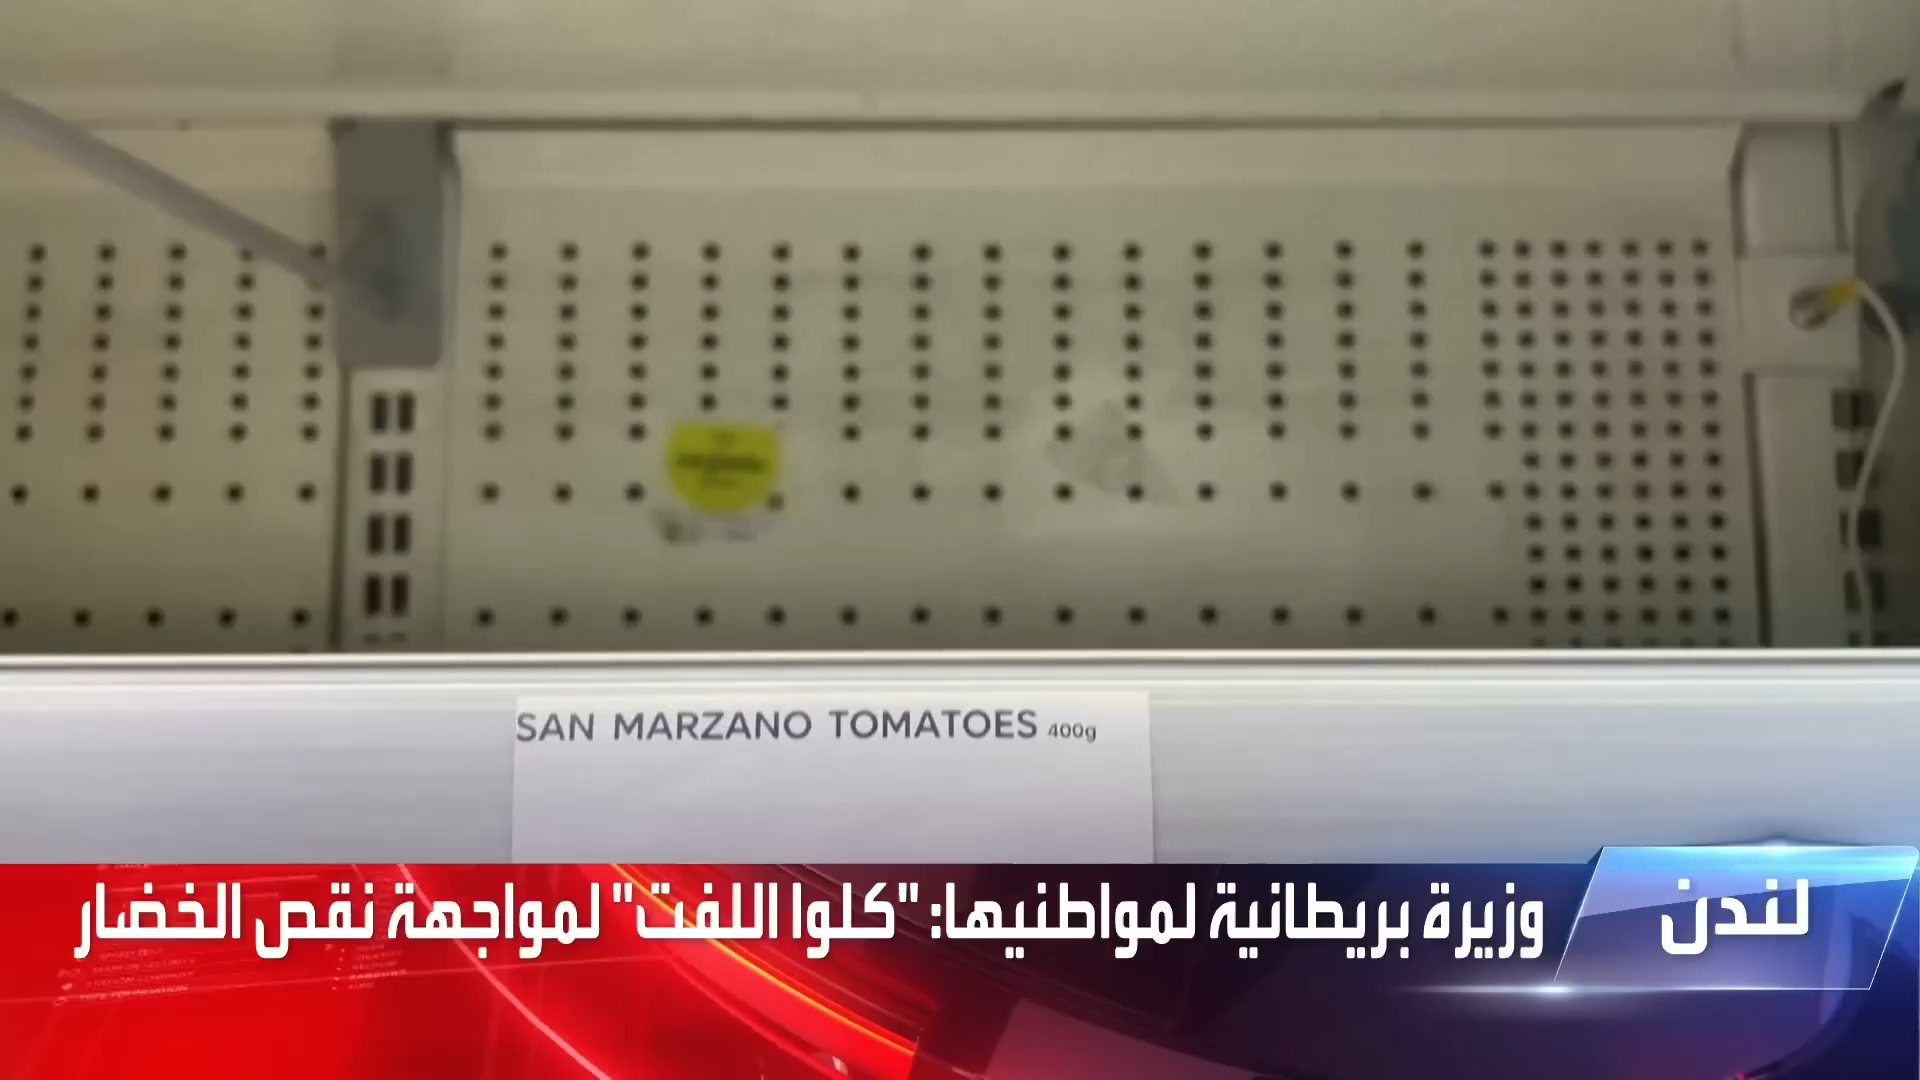 SAN MARZANO TOMATOES 400g
لندن
وزيرة بريطانية لمواطنيها: "كلوا اللفت" لمواجهة نقص الخضار